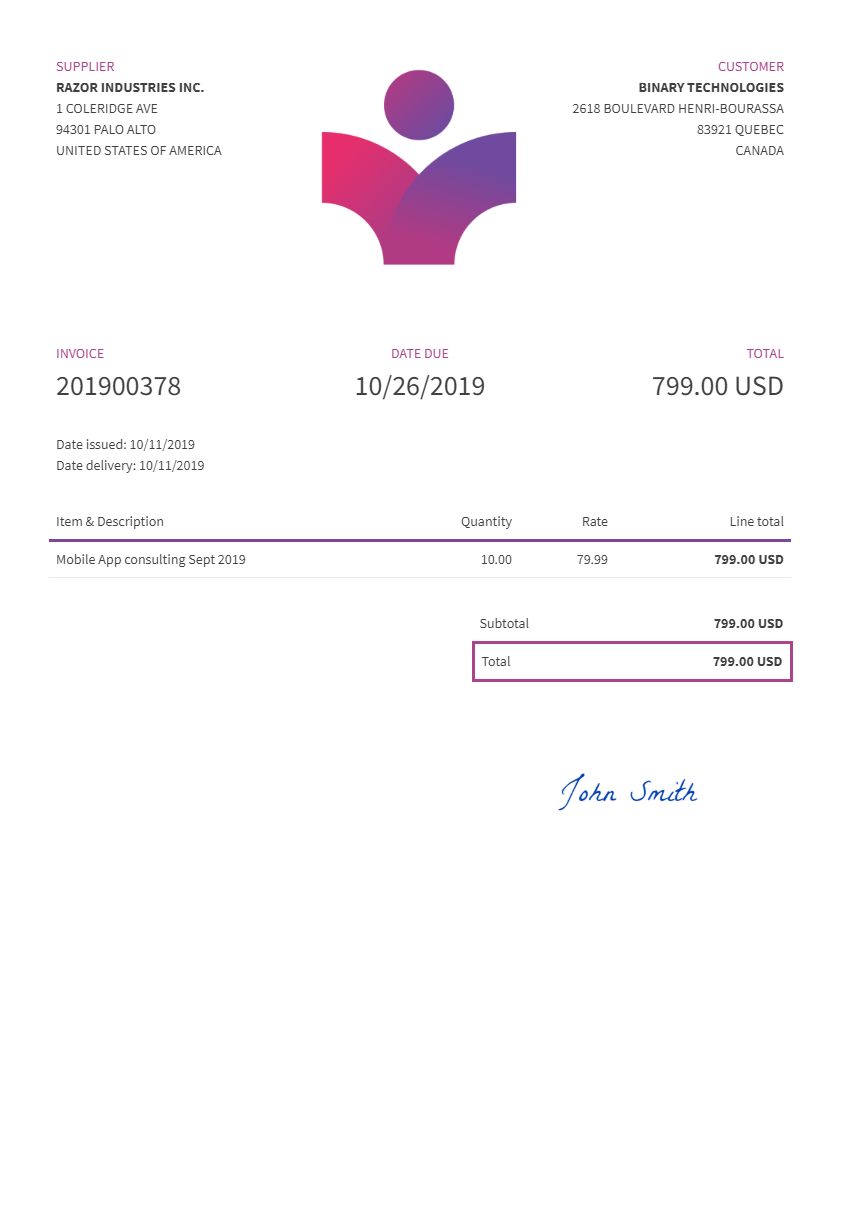 SUPPLIER
RAZOR INDUSTRIES INC.
1 COLERIDGE AVE
94301 PALO ALTO
UNITED STATES OF AMERICA
CUSTOMER
BINARY TECHNOLOGIES
2618 BOULEVARD HENRI-BOURASSA
83921 QUEBEC
CANADA
INVOICE DATE DUE TOTAL
201900378 10/26/2019 799.00 USD
Date issued: 10/11/2019
Date delivery: 10/11/2019
Item & Description Quantity Rate Line total
Mobile App consulting Sept 2019 10.00 79.99 799.00 USD
Subtotal 799.00 USD
Total 799.00 USD
John Smith